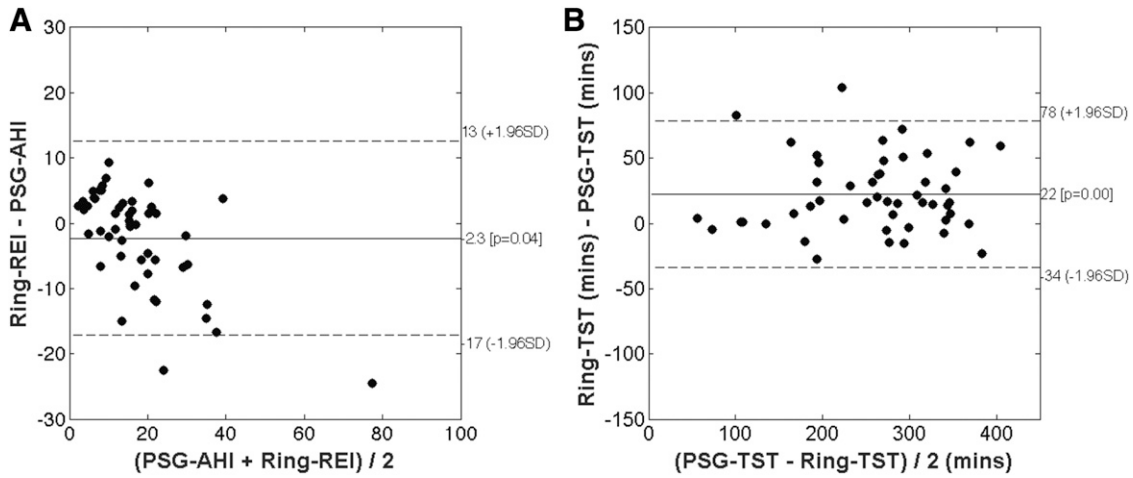 A
30
20
10
0
-10
-20
-30
0 20 40 60 80 100
Ring-REI - PSG-AHI
(PSG-AHI + Ring-REI) / 2
13 (+1.96SD)
-2.3 [p=0.04]
-17 (-1.96SD)
B
150
100
50
0
-50
-100
-150
0 100 200 300 400
Ring-TST (mins) - PSG-TST (mins)
(PSG-TST - Ring-TST) / 2 (mins)
78 (+1.96SD)
22 [p=0.00]
-34 (-1.96SD)